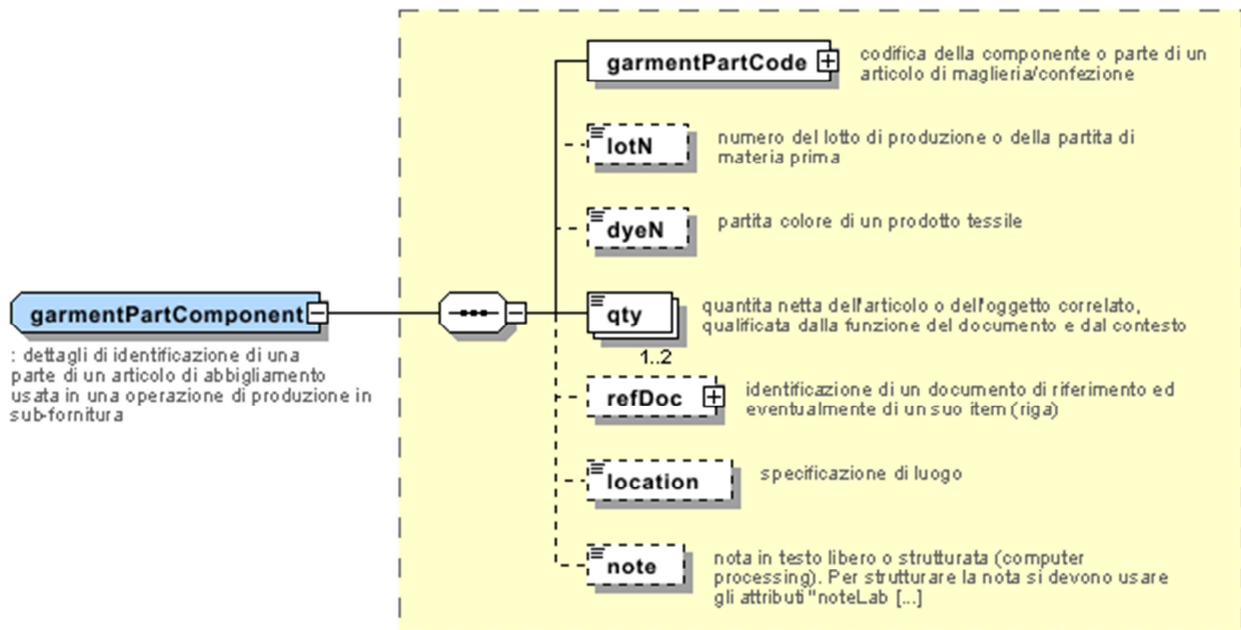 garmentPartCode
codifica della componente o parte di un
articolo di maglieria/confezione
lotN
numero del lotto di produzione o della partita di
materia prima
dyeN
partita colore di un prodotto tessile
garmentPartComponent
: dettagli di identificazione di una
parte di un articolo di abbigliamento
usata in una operazione di produzione in
sub-fornitura
qty
1..2
quantita netta dell'articolo o dell'oggetto correlato,
qualificata dalla funzione del documento e dal contesto
refDoc
identificazione di un documento di riferimento ed
eventualmente di un suo item (riga)
location
specificazione di luogo
note
nota in testo libero o strutturata (computer
processing). Per strutturare la nota si devono usare
gli attributi "noteLab [...]